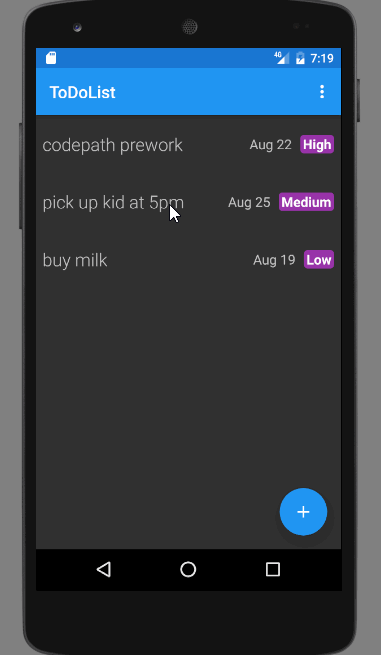 4G 7:19
ToDoList
codepath prework Aug 22 High
pick up kid at 5pm Aug 25 Medium
buy milk Aug 19 Low
+